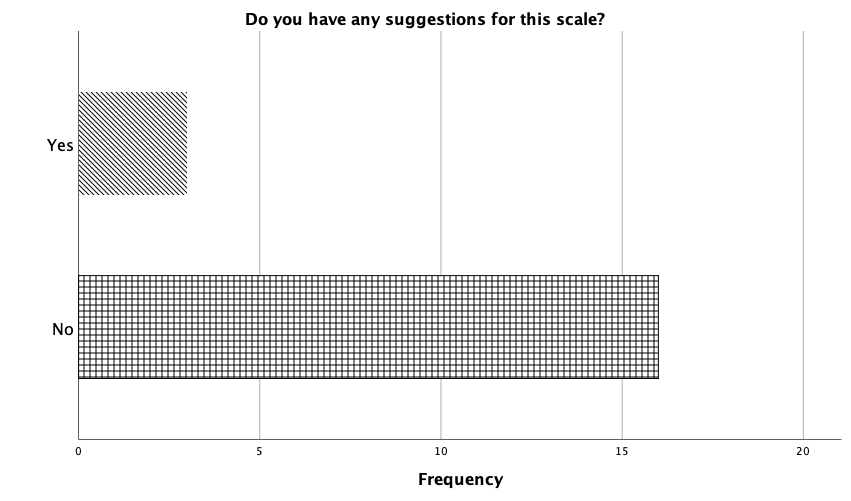 Do you have any suggestions for this scale?
Yes
No
0 5 10 15 20
Frequency